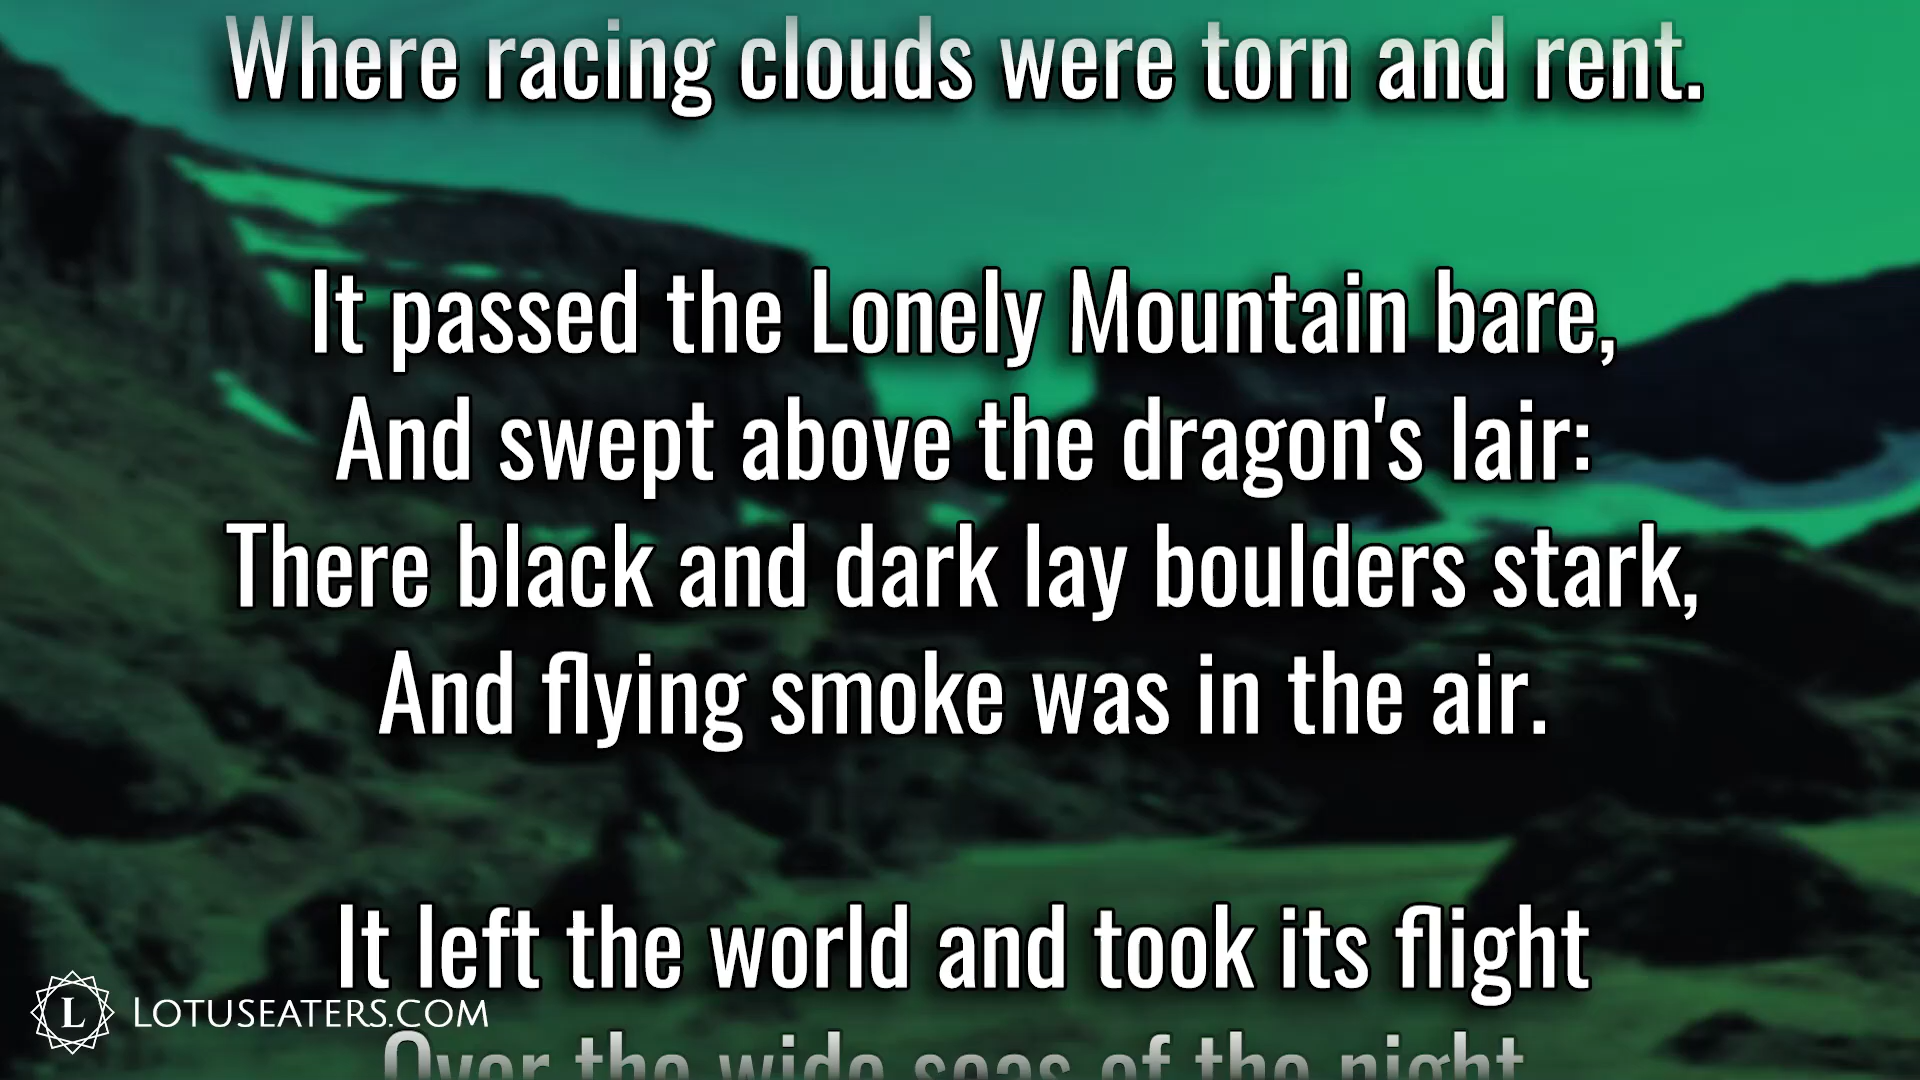 Where racing clouds were torn and rent.
It passed the Lonely Mountain bare,
And swept above the dragon's lair:
There black and dark lay boulders stark,
And flying smoke was in the air.
It left the world and took its flight
Over the wide seas of the night.
L LOTUSEATERS.COM